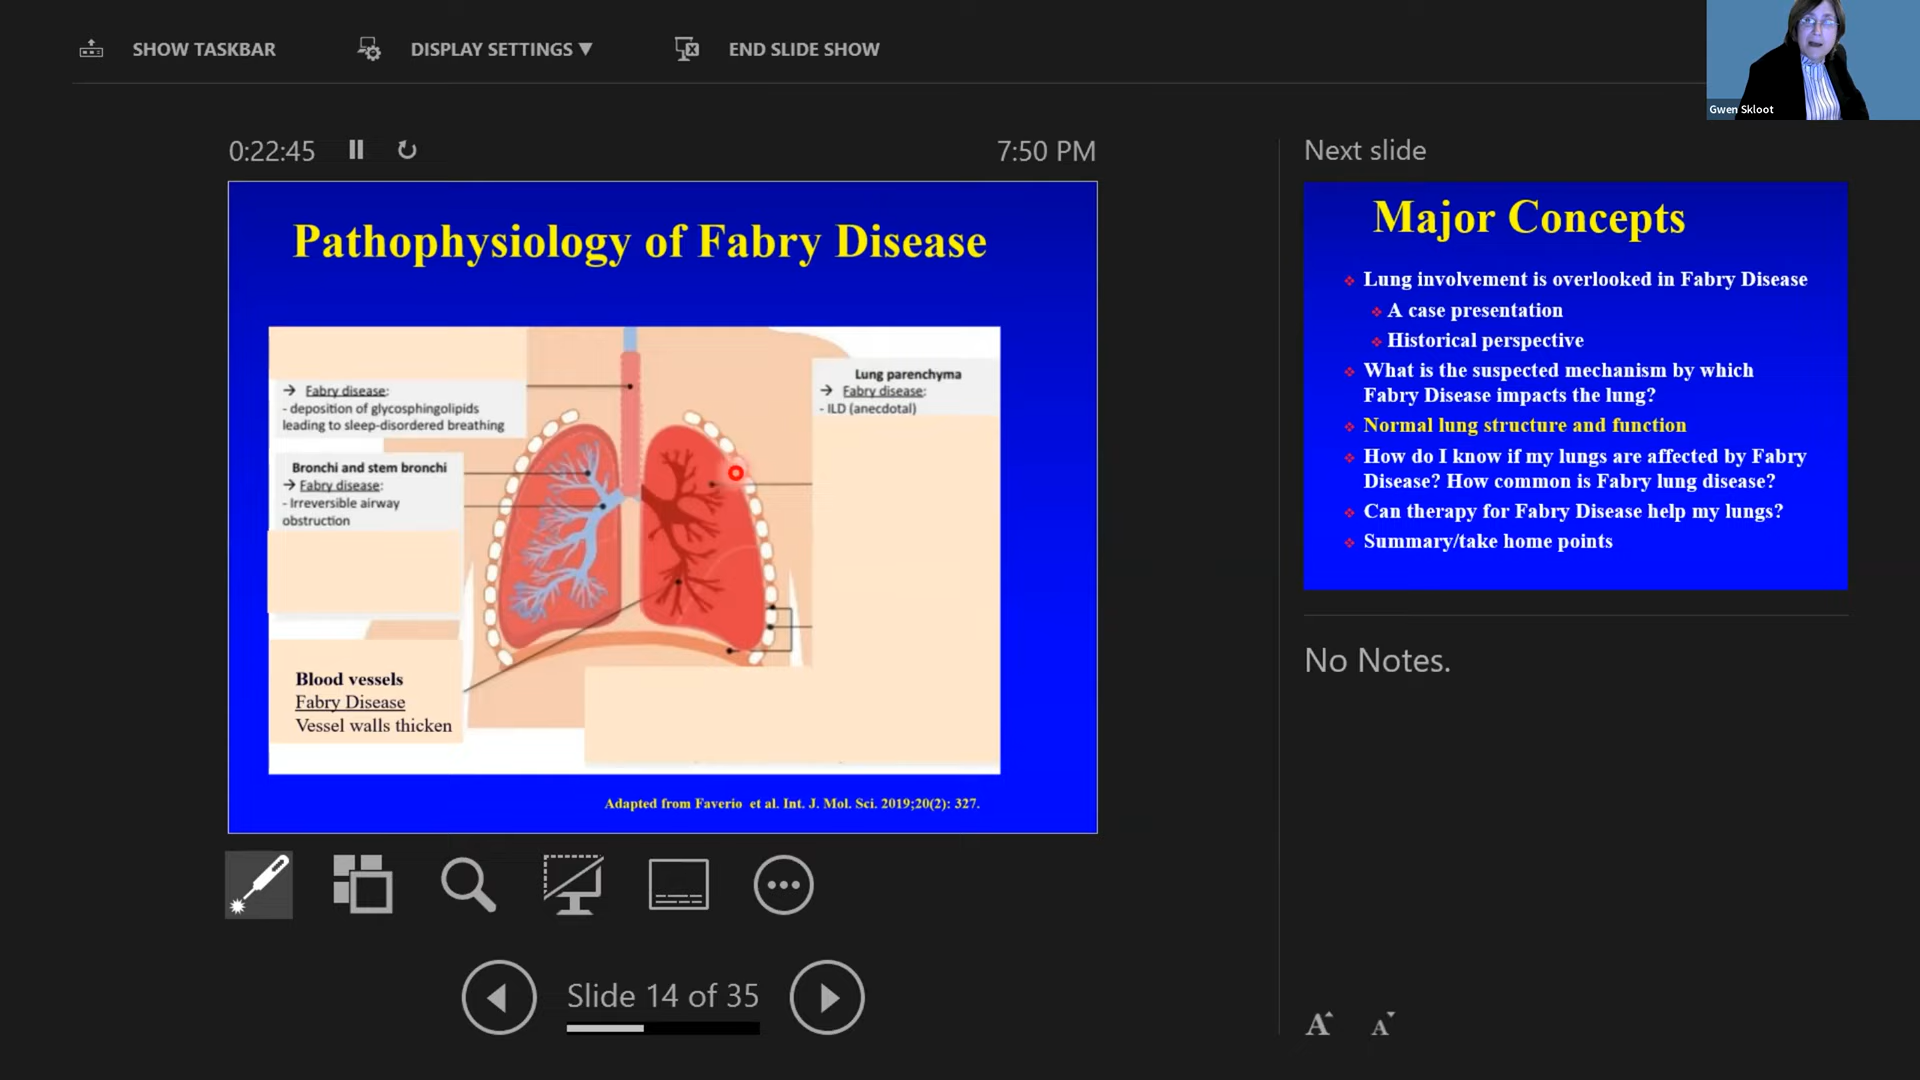 SHOW TASKBAR
DISPLAY SETTINGS ▼
END SLIDE SHOW
Gwen Skloot
0:22:45
7:50 PM
Pathophysiology of Fabry Disease
→ Fabry disease:
- deposition of glycosphingolipids
leading to sleep-disordered breathing
Bronchi and stem bronchi
→ Fabry disease:
- Irreversible airway
obstruction
Blood vessels
Fabry Disease
Vessel walls thicken
Lung parenchyma
→ Fabry disease:
- ILD (anecdotal)
Adapted from Faverio et al. Int. J. Mol. Sci. 2019;20(2): 327.
Slide 14 of 35
Next slide
Major Concepts
❖ Lung involvement is overlooked in Fabry Disease
❖ A case presentation
❖ Historical perspective
❖ What is the suspected mechanism by which
Fabry Disease impacts the lung?
❖ Normal lung structure and function
❖ How do I know if my lungs are affected by Fabry
Disease? How common is Fabry lung disease?
❖ Can therapy for Fabry Disease help my lungs?
❖ Summary/take home points
No Notes.
A A